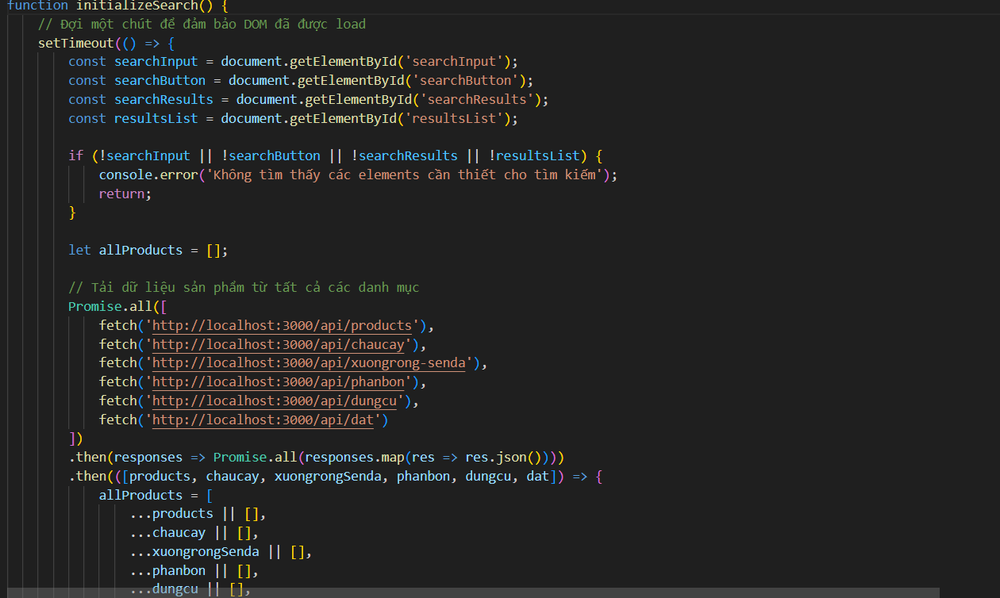 function initializeSearch() {
// Đợi một chút để đảm bảo DOM đã được load
setTimeout(() => {
const searchInput = document.getElementById('searchInput');
const searchButton = document.getElementById('searchButton');
const searchResults = document.getElementById('searchResults');
const resultsList = document.getElementById('resultsList');
if (!searchInput || !searchButton || !searchResults || !resultsList) {
console.error('Không tìm thấy các elements cần thiết cho tìm kiếm');
return;
}
let allProducts = [];
// Tải dữ liệu sản phẩm từ tất cả các danh mục
Promise.all([
fetch('http://localhost:3000/api/products'),
fetch('http://localhost:3000/api/chaucay'),
fetch('http://localhost:3000/api/xuongrong-senda'),
fetch('http://localhost:3000/api/phanbon'),
fetch('http://localhost:3000/api/dungcu'),
fetch('http://localhost:3000/api/dat')
])
.then(responses => Promise.all(responses.map(res => res.json())))
.then(([products, chaucay, xuongrongSenda, phanbon, dungcu, dat]) => {
allProducts = [
...products || [],
...chaucay || [],
...xuongrongSenda || [],
...phanbon || [],
...dungcu || [],